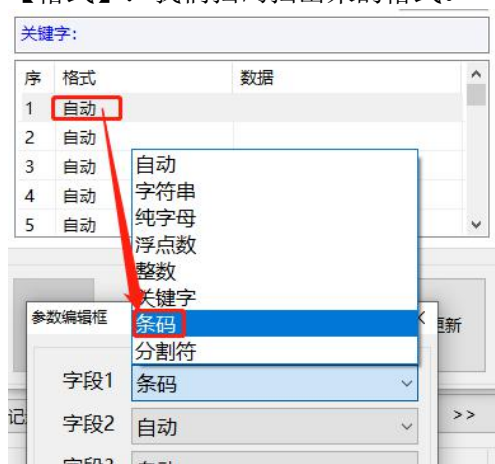 关键字:
序 格式 数据
1 自动
2 自动
3 自动
4 自动
5 自动
自动
字符串
纯字母
浮点数
整数
关键字
条码
分割符
参数编辑框
更新
字段1 条码
字段2 自动
记
>>